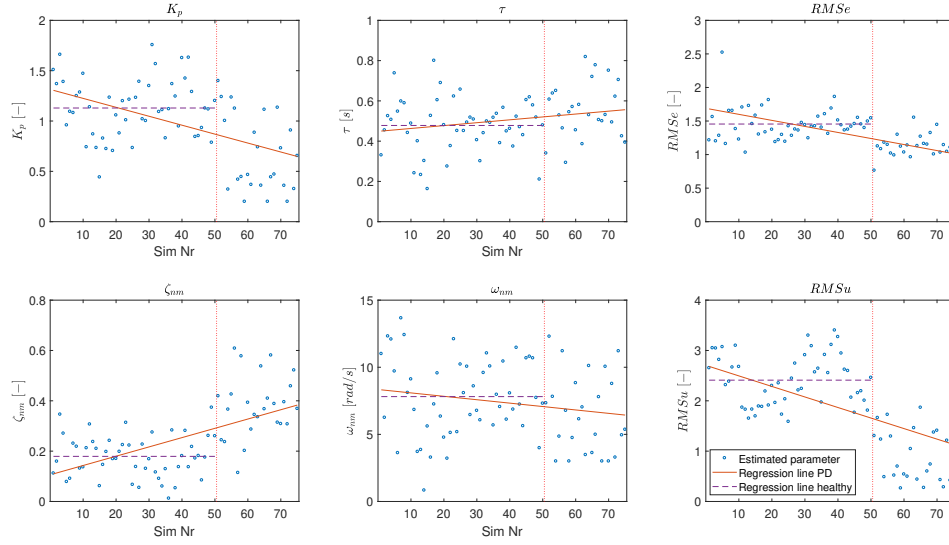 K_p
τ
RMSe
2
1.5
1
0.5
0
K_p [−]
10 20 30 40 50 60 70
Sim Nr
1
0.8
0.6
0.4
0.2
0
τ [s]
10 20 30 40 50 60 70
Sim Nr
3
2.5
2
1.5
1
0.5
0
RMSe [−]
10 20 30 40 50 60 70
Sim Nr
ζ_nm
ω_nm
RMSu
0.8
0.6
0.4
0.2
0
ζ_nm [−]
10 20 30 40 50 60 70
Sim Nr
15
10
5
0
ω_nm [rad/s]
10 20 30 40 50 60 70
Sim Nr
4
3
2
1
0
RMSu [−]
Estimated parameter
Regression line PD
Regression line healthy
10 20 30 40 50 60 70
Sim Nr